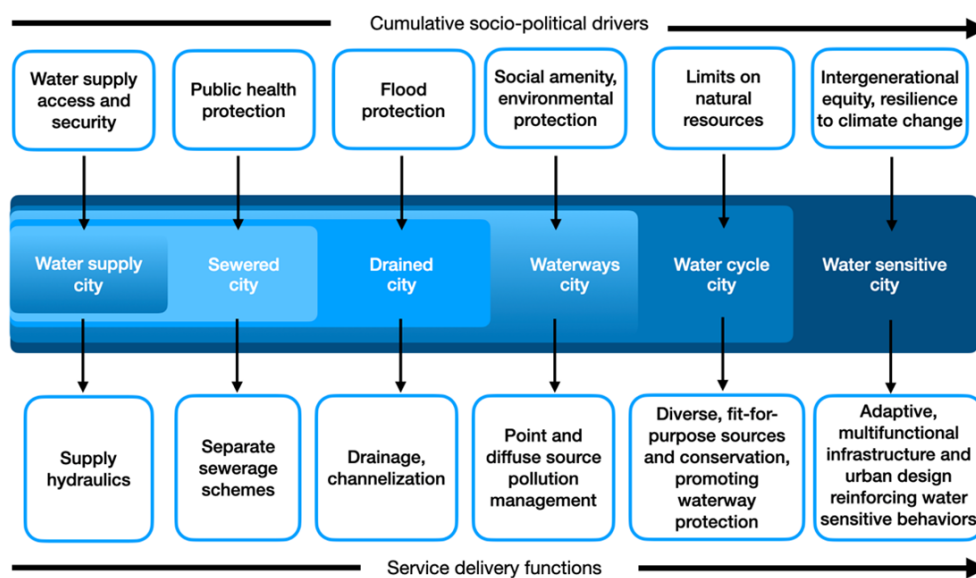 Cumulative socio-political drivers
Water supply
access and
security
Public health
protection
Flood
protection
Social amenity,
environmental
protection
Limits on
natural
resources
Intergenerational
equity, resilience
to climate change
Water supply
city
Sewered
city
Drained
city
Waterways
city
Water cycle
city
Water sensitive
city
Supply
hydraulics
Separate
sewerage
schemes
Drainage,
channelization
Point and
diffuse source
pollution
management
Diverse, fit-for-
purpose sources
and conservation,
promoting
waterway
protection
Adaptive,
multifunctional
infrastructure and
urban design
reinforcing water
sensitive behaviors
Service delivery functions